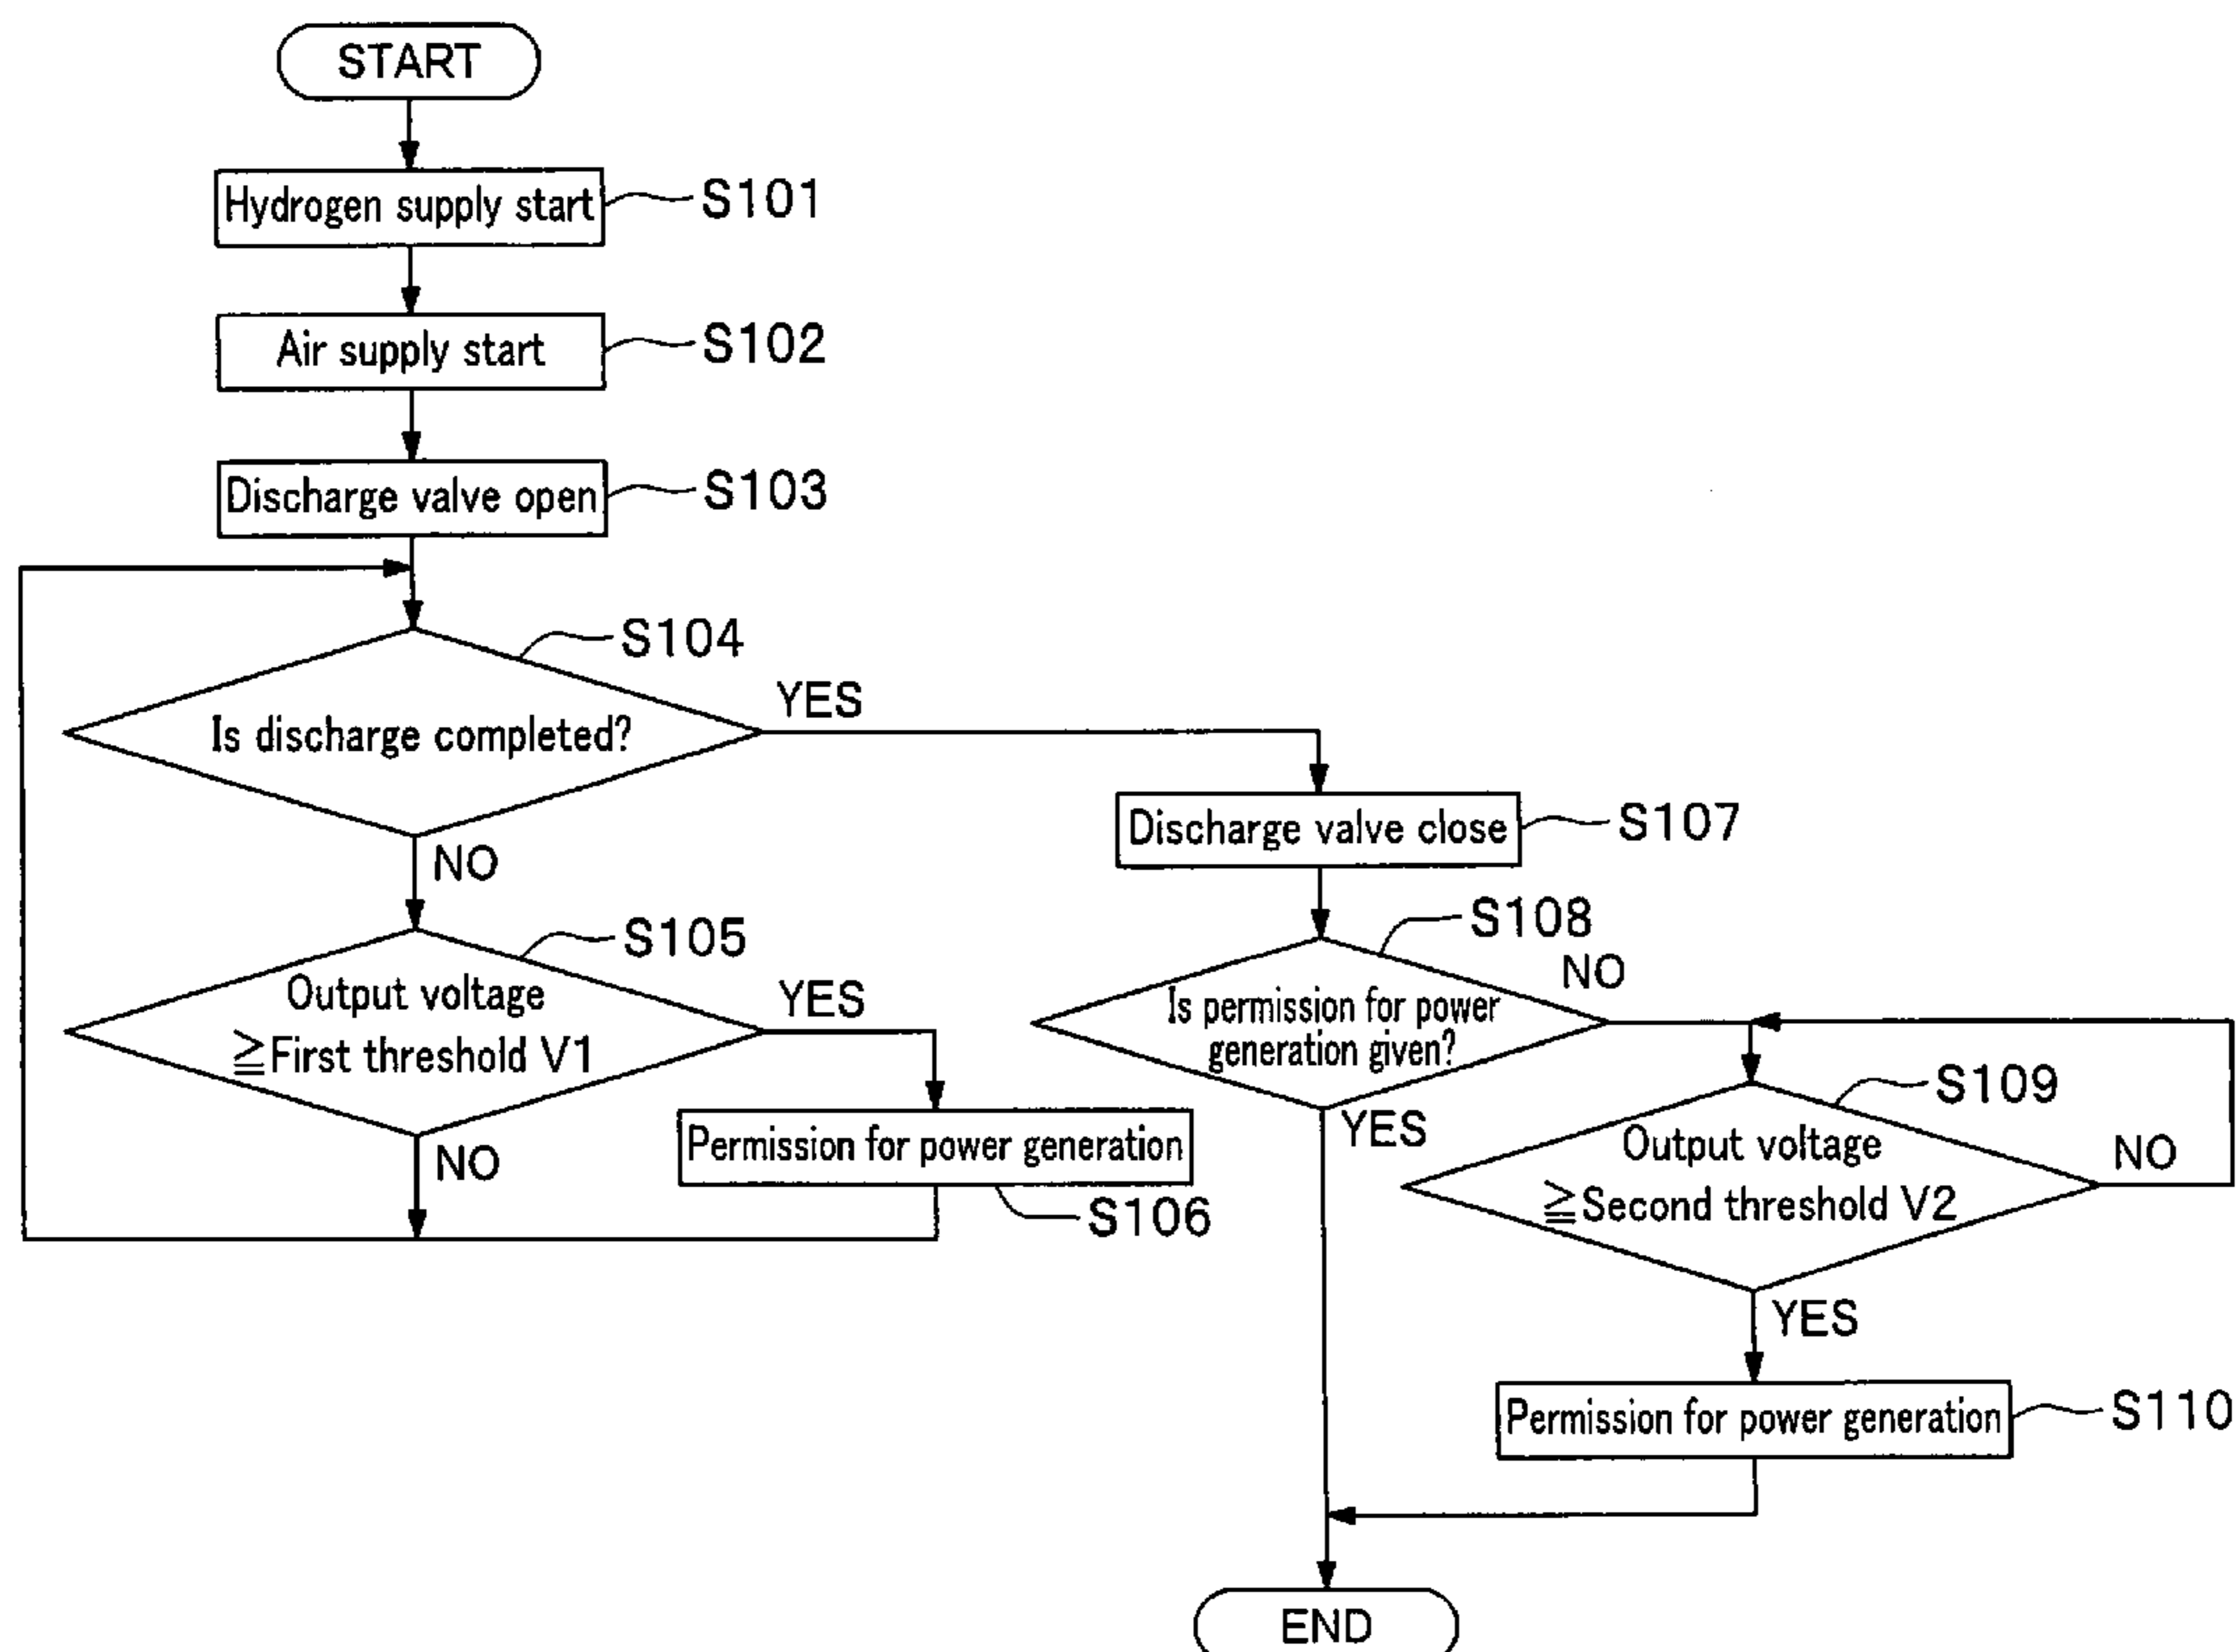 START
Hydrogen supply start
S101
Air supply start
S102
Discharge valve open
S103
S104
Is discharge completed?
YES
NO
S105
Output voltage
≧First threshold V1
YES
NO
Permission for power generation
S106
Discharge valve close
S107
S108
Is permission for power
generation given?
NO
YES
S109
Output voltage
≧Second threshold V2
NO
YES
Permission for power generation
S110
END